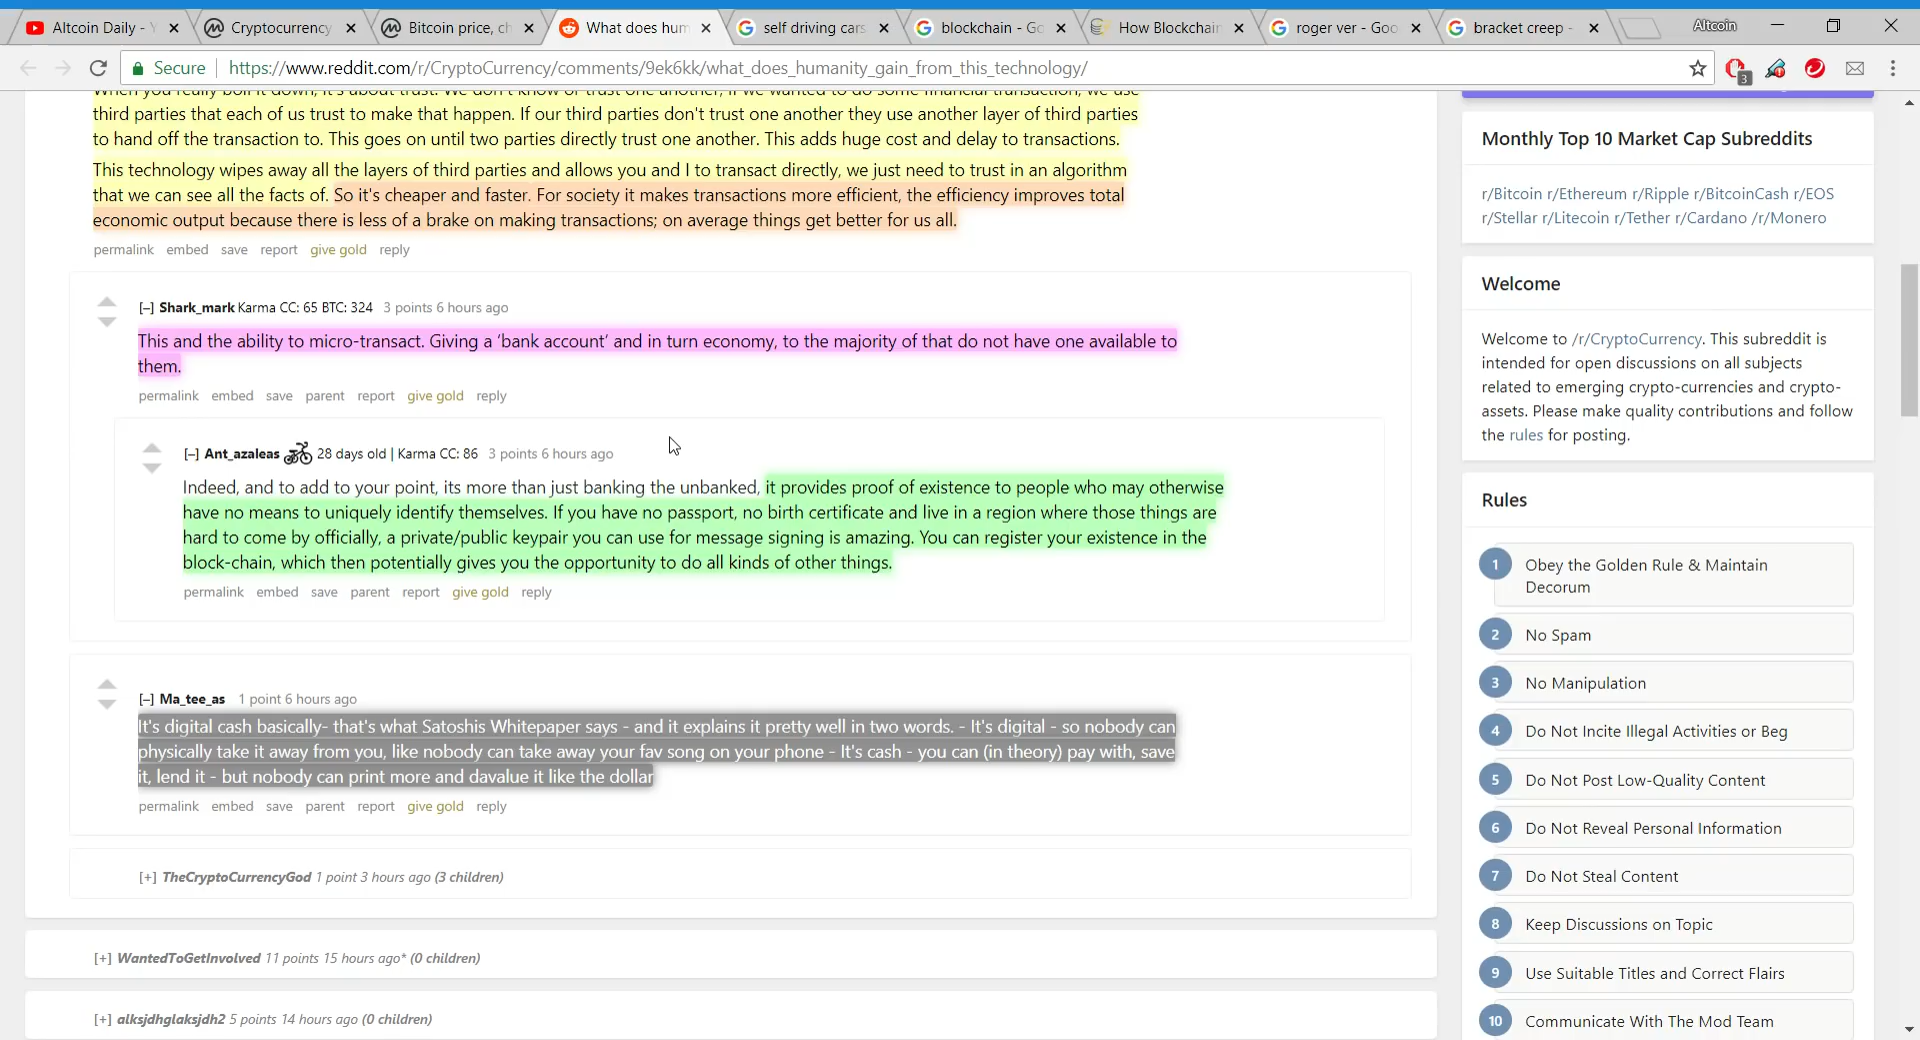 Altcoin Daily - Y
Cryptocurrency
Bitcoin price, ch
What does hum
self driving cars
blockchain - Go
How Blockchain
roger ver - Goo
bracket creep -
Altcoin
Secure
https://www.reddit.com/r/CryptoCurrency/comments/9ek6kk/what_does_humanity_gain_from_this_technology/
3
When you really boil it down, it's about trust. We don't know or trust one another, if we wanted to do some financial transaction, we use
third parties that each of us trust to make that happen. If our third parties don't trust one another they use another layer of third parties
to hand off the transaction to. This goes on until two parties directly trust one another. This adds huge cost and delay to transactions.
This technology wipes away all the layers of third parties and allows you and I to transact directly, we just need to trust in an algorithm
that we can see all the facts of. So it's cheaper and faster. For society it makes transactions more efficient, the efficiency improves total
economic output because there is less of a brake on making transactions; on average things get better for us all.
permalink embed save report give gold reply
[–] Shark_mark Karma CC: 65 BTC: 324 3 points 6 hours ago
This and the ability to micro-transact. Giving a ‘bank account’ and in turn economy, to the majority of that do not have one available to
them.
permalink embed save parent report give gold reply
[–] Ant_azaleas 28 days old | Karma CC: 86 3 points 6 hours ago
Indeed, and to add to your point, its more than just banking the unbanked, it provides proof of existence to people who may otherwise
have no means to uniquely identify themselves. If you have no passport, no birth certificate and live in a region where those things are
hard to come by officially, a private/public keypair you can use for message signing is amazing. You can register your existence in the
block-chain, which then potentially gives you the opportunity to do all kinds of other things.
permalink embed save parent report give gold reply
[–] Ma_tee_as 1 point 6 hours ago
It's digital cash basically- that's what Satoshis Whitepaper says - and it explains it pretty well in two words. - It's digital - so nobody can
physically take it away from you, like nobody can take away your fav song on your phone - It's cash - you can (in theory) pay with, save
it, lend it - but nobody can print more and davalue it like the dollar
permalink embed save parent report give gold reply
[+] TheCryptoCurrencyGod 1 point 3 hours ago (3 children)
[+] WantedToGetInvolved 11 points 15 hours ago* (0 children)
[+] alksjdhglaksjdh2 5 points 14 hours ago (0 children)
Monthly Top 10 Market Cap Subreddits
r/Bitcoin r/Ethereum r/Ripple r/BitcoinCash r/EOS
r/Stellar r/Litecoin r/Tether r/Cardano /r/Monero
Welcome
Welcome to /r/CryptoCurrency. This subreddit is
intended for open discussions on all subjects
related to emerging crypto-currencies and crypto-
assets. Please make quality contributions and follow
the rules for posting.
Rules
1 Obey the Golden Rule & Maintain
Decorum
2 No Spam
3 No Manipulation
4 Do Not Incite Illegal Activities or Beg
5 Do Not Post Low-Quality Content
6 Do Not Reveal Personal Information
7 Do Not Steal Content
8 Keep Discussions on Topic
9 Use Suitable Titles and Correct Flairs
10 Communicate With The Mod Team